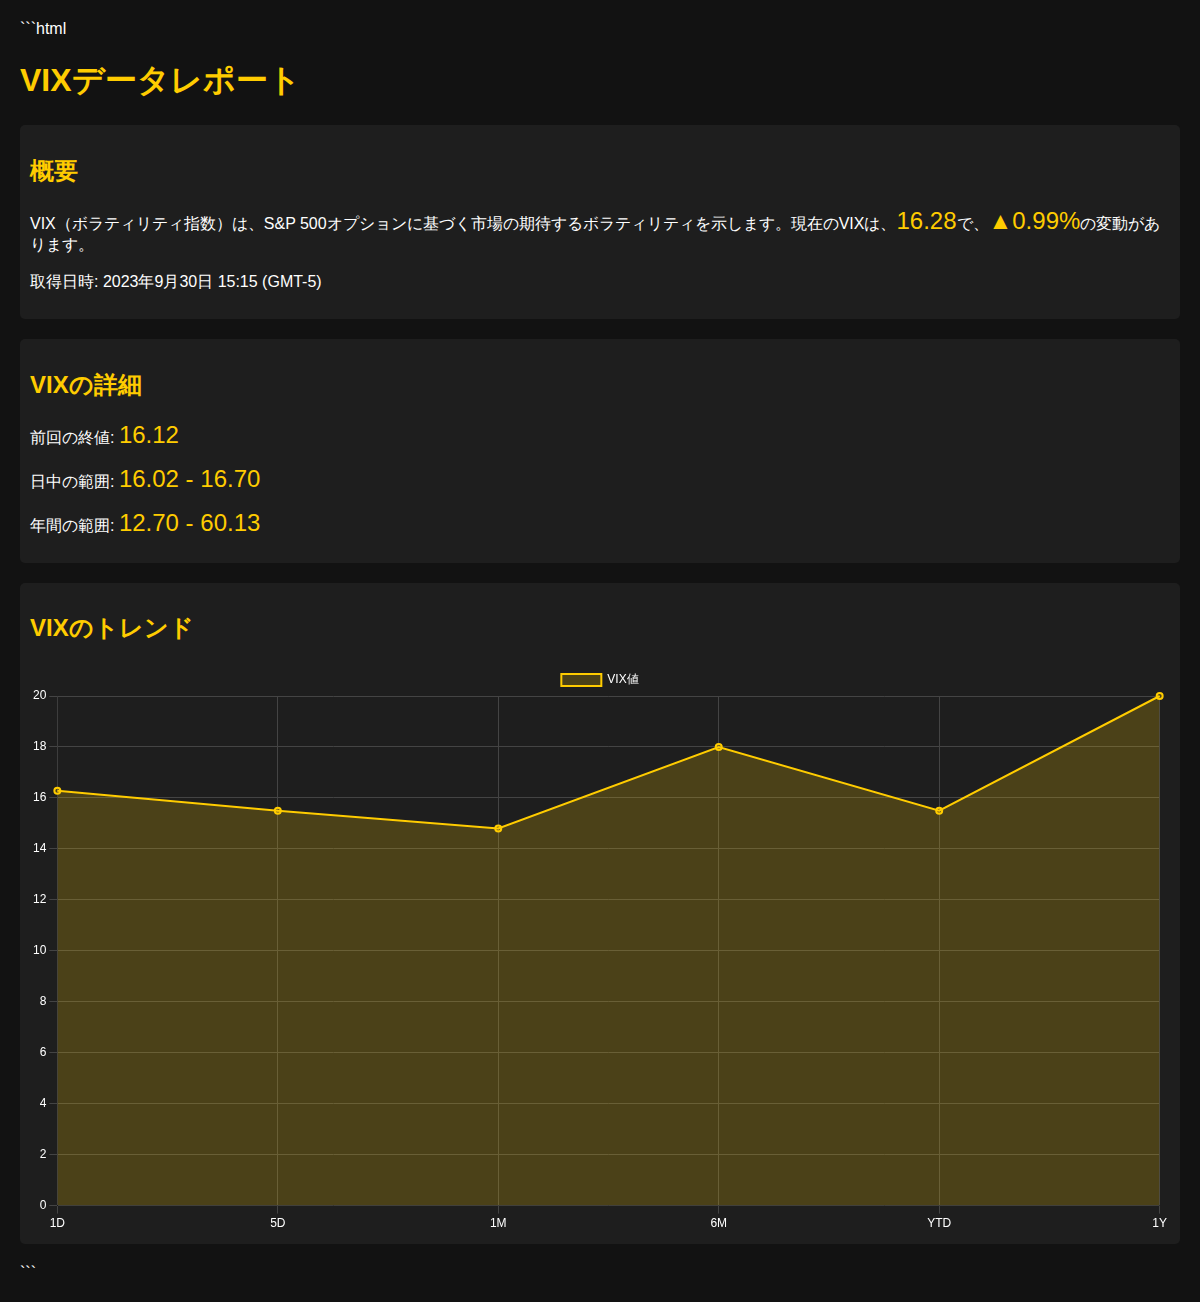 ```html
VIXデータレポート
概要
VIX（ボラティリティ指数）は、S&P 500オプションに基づく市場の期待するボラティリティを示します。現在のVIXは、16.28で、▲0.99%の変動があ
ります。
取得日時: 2023年9月30日 15:15 (GMT-5)
VIXの詳細
前回の終値: 16.12
日中の範囲: 16.02 - 16.70
年間の範囲: 12.70 - 60.13
VIXのトレンド
VIX値
20
18
16
14
12
10
8
6
4
2
0
1D 5D 1M 6M YTD 1Y
```